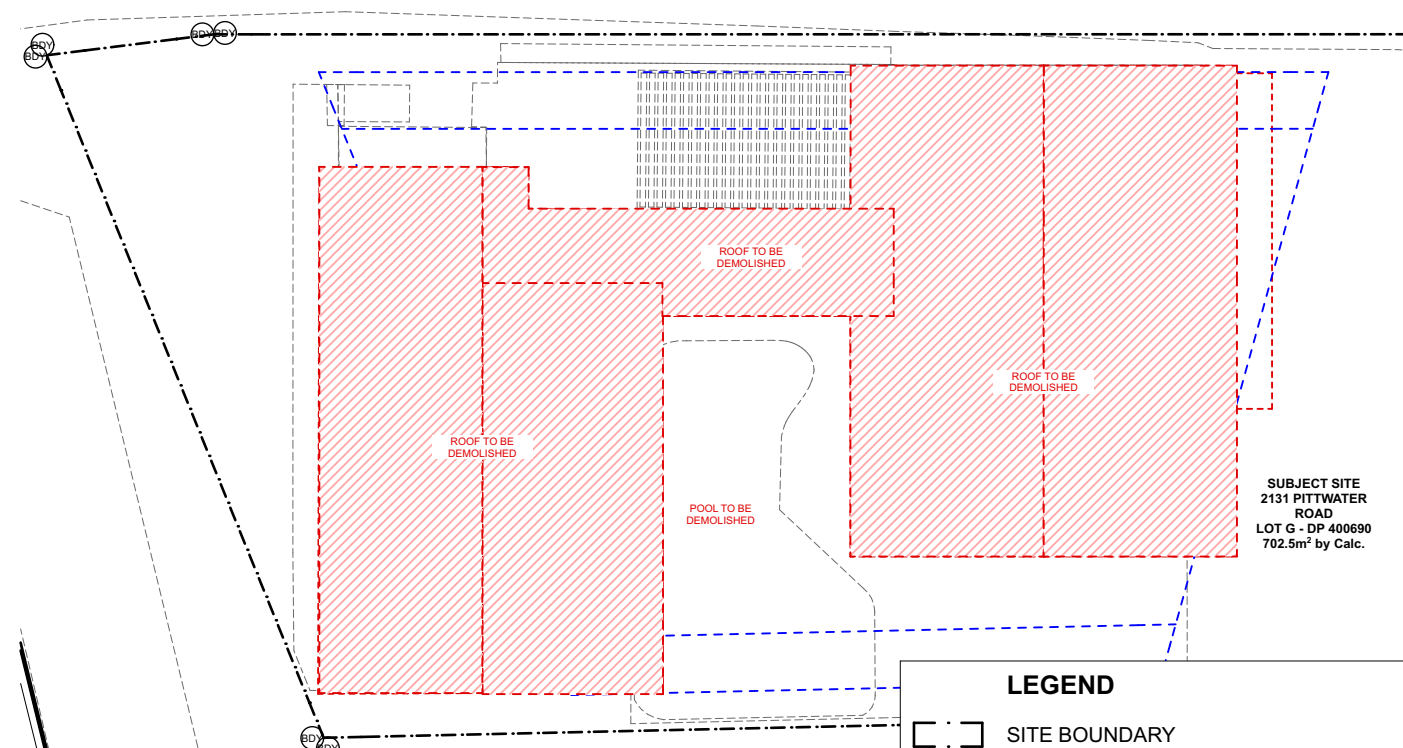 BDY
BDY
BDY
BDY
ROOF TO BE
DEMOLISHED
ROOF TO BE
DEMOLISHED
ROOF TO BE
DEMOLISHED
POOL TO BE
DEMOLISHED
SUBJECT SITE
2131 PITTWATER
ROAD
LOT G - DP 400690
702.5m² by Calc.
LEGEND
SITE BOUNDARY
BDY
BDY